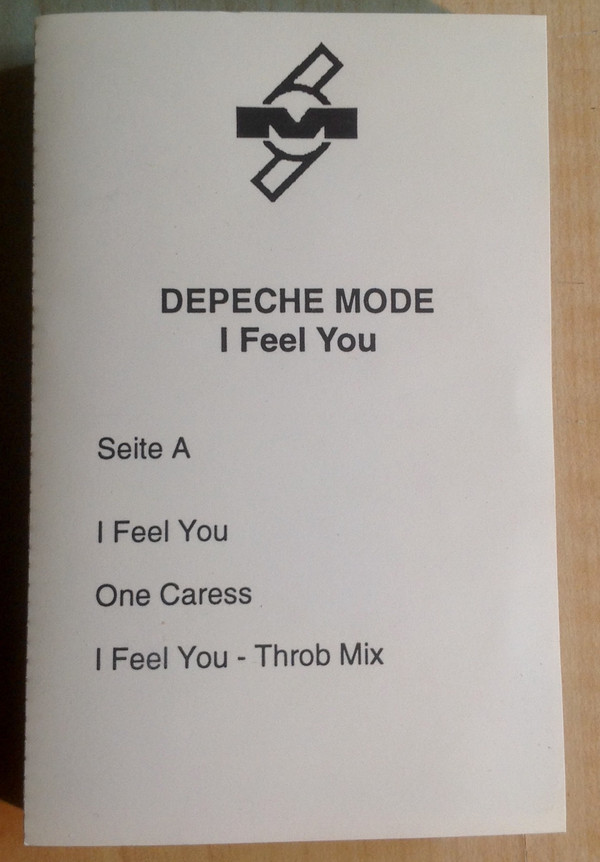 DEPECHE MODE
I Feel You
Seite A
I Feel You
One Caress
I Feel You - Throb Mix